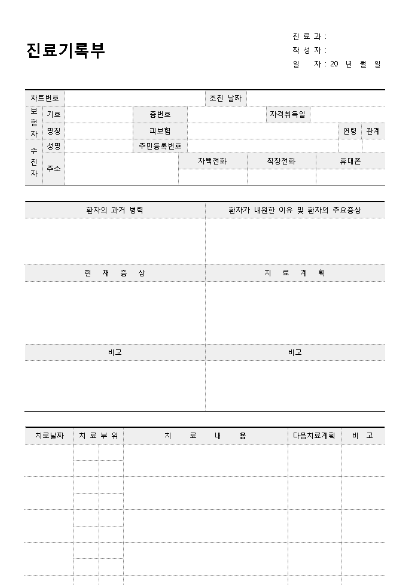 진료기록부
진 료 과 :
작 성 자 :
일 자 : 20 년 월 일
차트번호 초진 날짜
보험자 기호 증번호 자격취득일
명칭 피보험 연령 관계
수진자 성명 주민등록번호
주소 자택전화 직장전화 휴대폰
환자의 과거 병력 환자가 내원한 이유 및 환자의 주요증상
현 재 증 상 치 료 계 획
비고 비고
치료날짜 치 료 부 위 치 료 내 용 다음치료계획 비 고